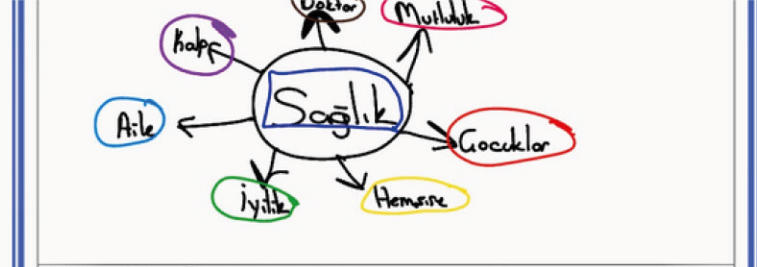 Doktor
Mutluluk
Kalp
Sağlık
Aile
Çocuklar
İyilik
Hemşire